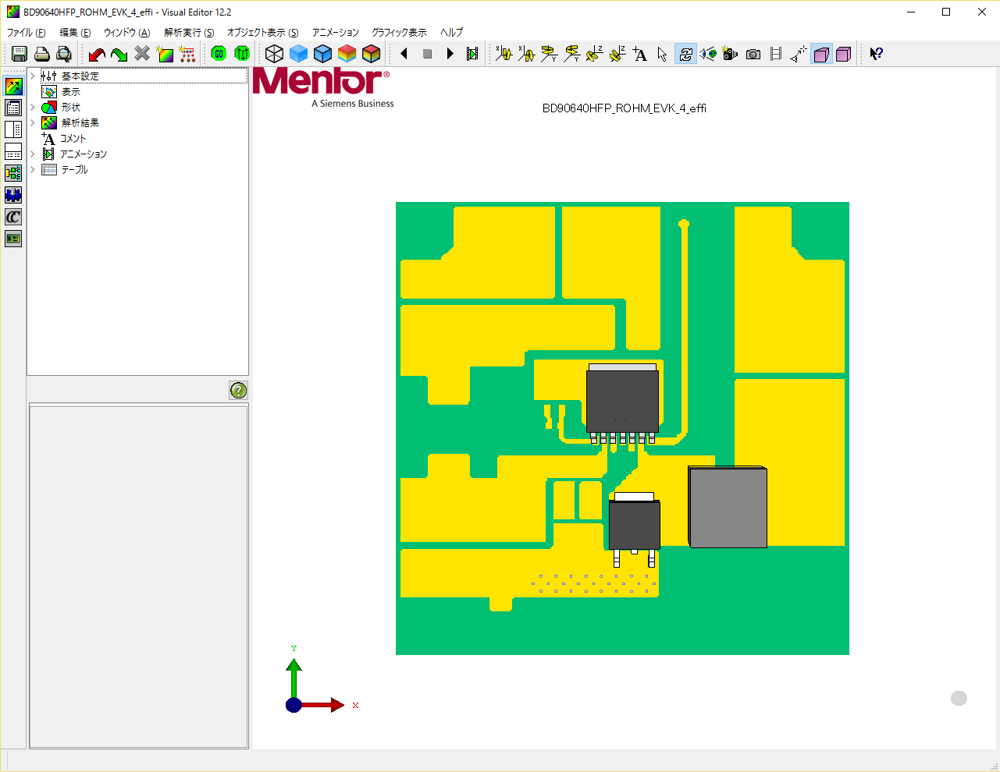 BD90640HFP_ROHM_EVK_4_effi - Visual Editor 12.2
ファイル (F) 編集 (E) ウィンドウ (A) 解析実行 (S) オブジェクト表示 (S) アニメーション グラフィック表示 ヘルプ
GO
基本設定
表示
形状
解析結果
コメント
アニメーション
テーブル
Mentor®
A Siemens Business
BD90640HFP_ROHM_EVK_4_effi
Y
X